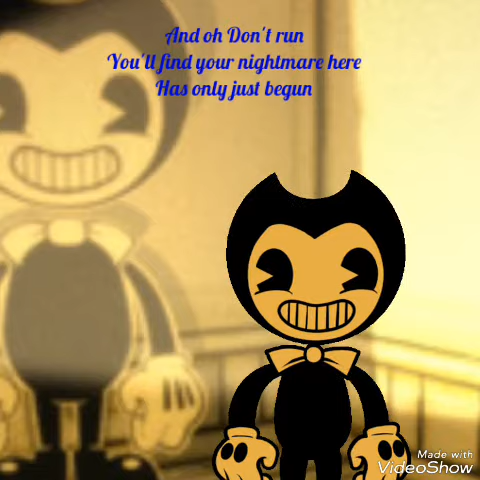 And oh Don't run
You'll find your nightmare here
Has only just begun
Made with
VideoShow